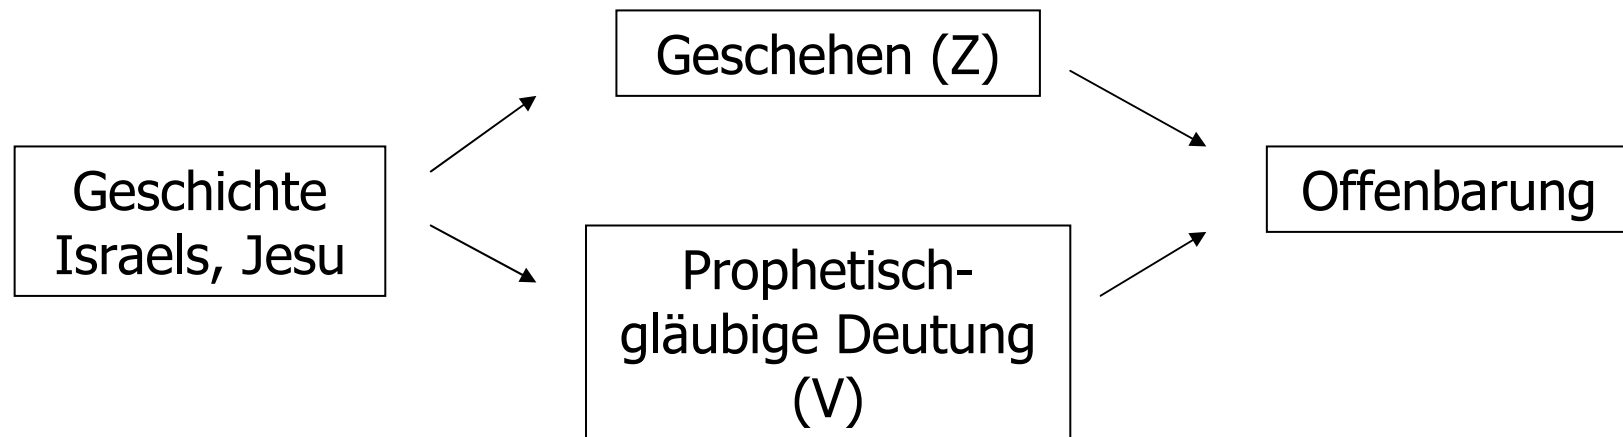 Geschehen (Z)
Geschichte
Israels, Jesu
Prophetisch-
gläubige Deutung
(V)
Offenbarung